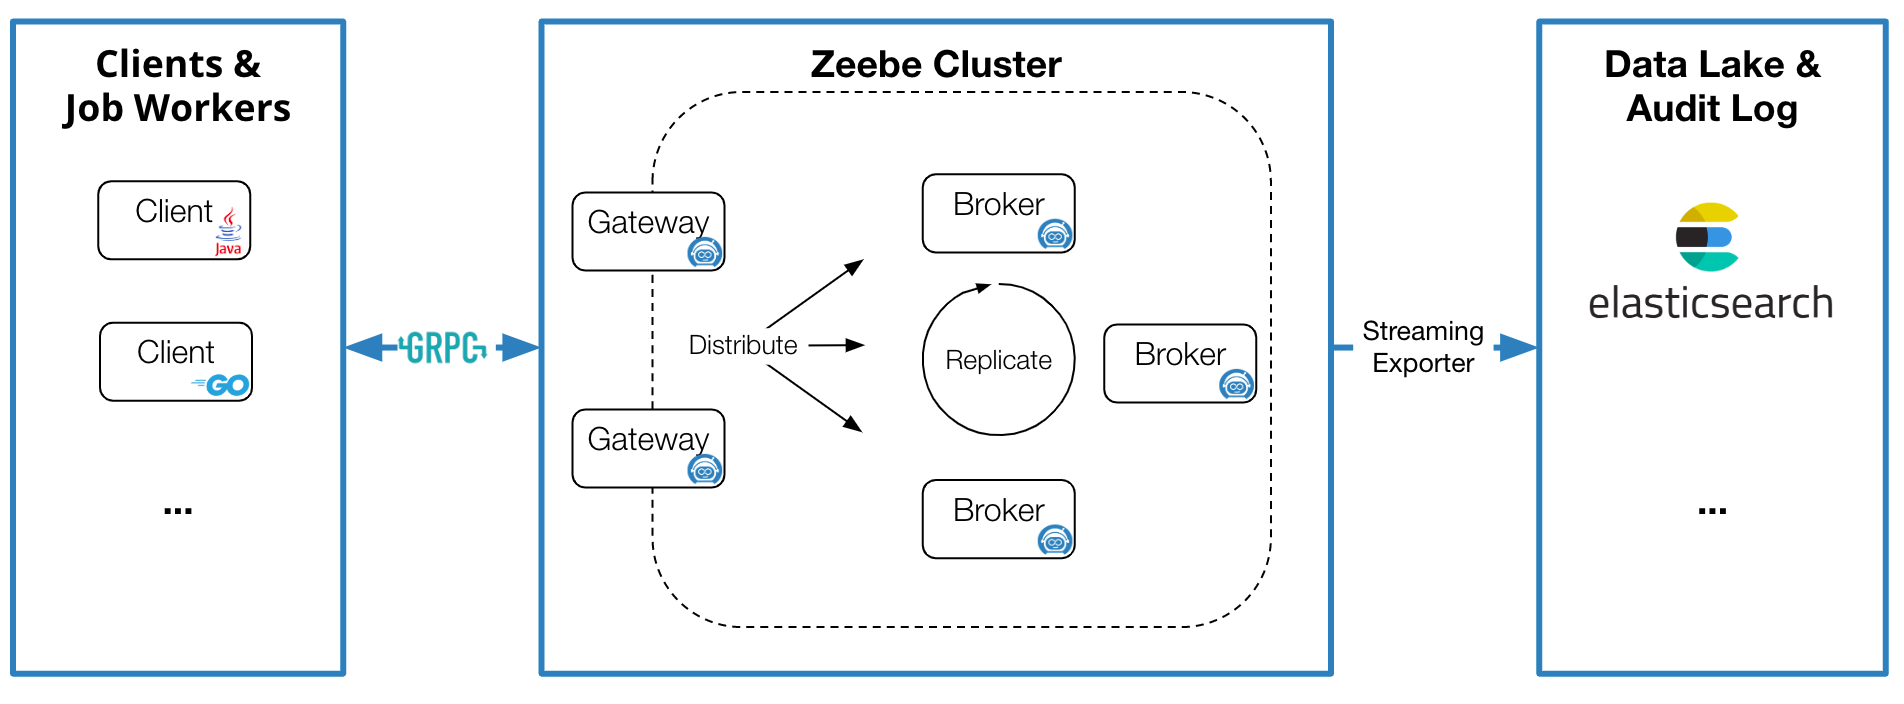 Clients &
Job Workers
Client
Java
Client
GO
...
GRPC
Zeebe Cluster
Gateway
Gateway
Distribute
Broker
Replicate
Broker
Broker
Streaming
Exporter
Data Lake &
Audit Log
elasticsearch
...